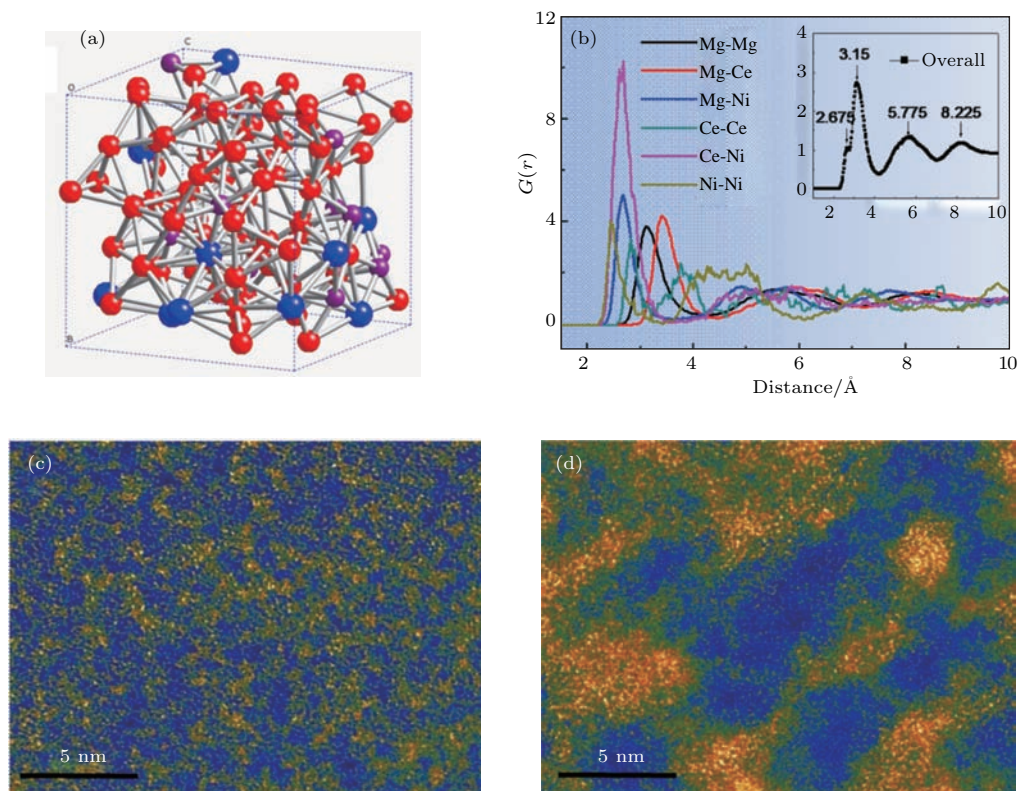 (a)
c
o
a
(b)
12
8
4
0
G(r)
Mg-Mg
Mg-Ce
Mg-Ni
Ce-Ce
Ce-Ni
Ni-Ni
2
4
6
8
10
Distance/Å
4
3
2
1
0
2
4
6
8
10
3.15
Overall
2.675
5.775
8.225
(c)
5 nm
(d)
5 nm